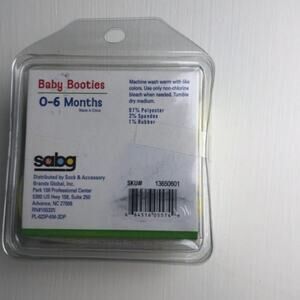 Baby Booties
0-6 Months
Made in China
Machine wash warm with like
colors. Use only non-chlorine
bleach when needed. Tumble
dry medium.
97% Polyester
2% Spandex
1% Rubber
sabg
Distributed by Sock & Accessory
Brands Global, Inc.
Park 158 Professional Center
5380 US Hwy 158, Suite 250
Advance, NC 27006
SKU# 13650601